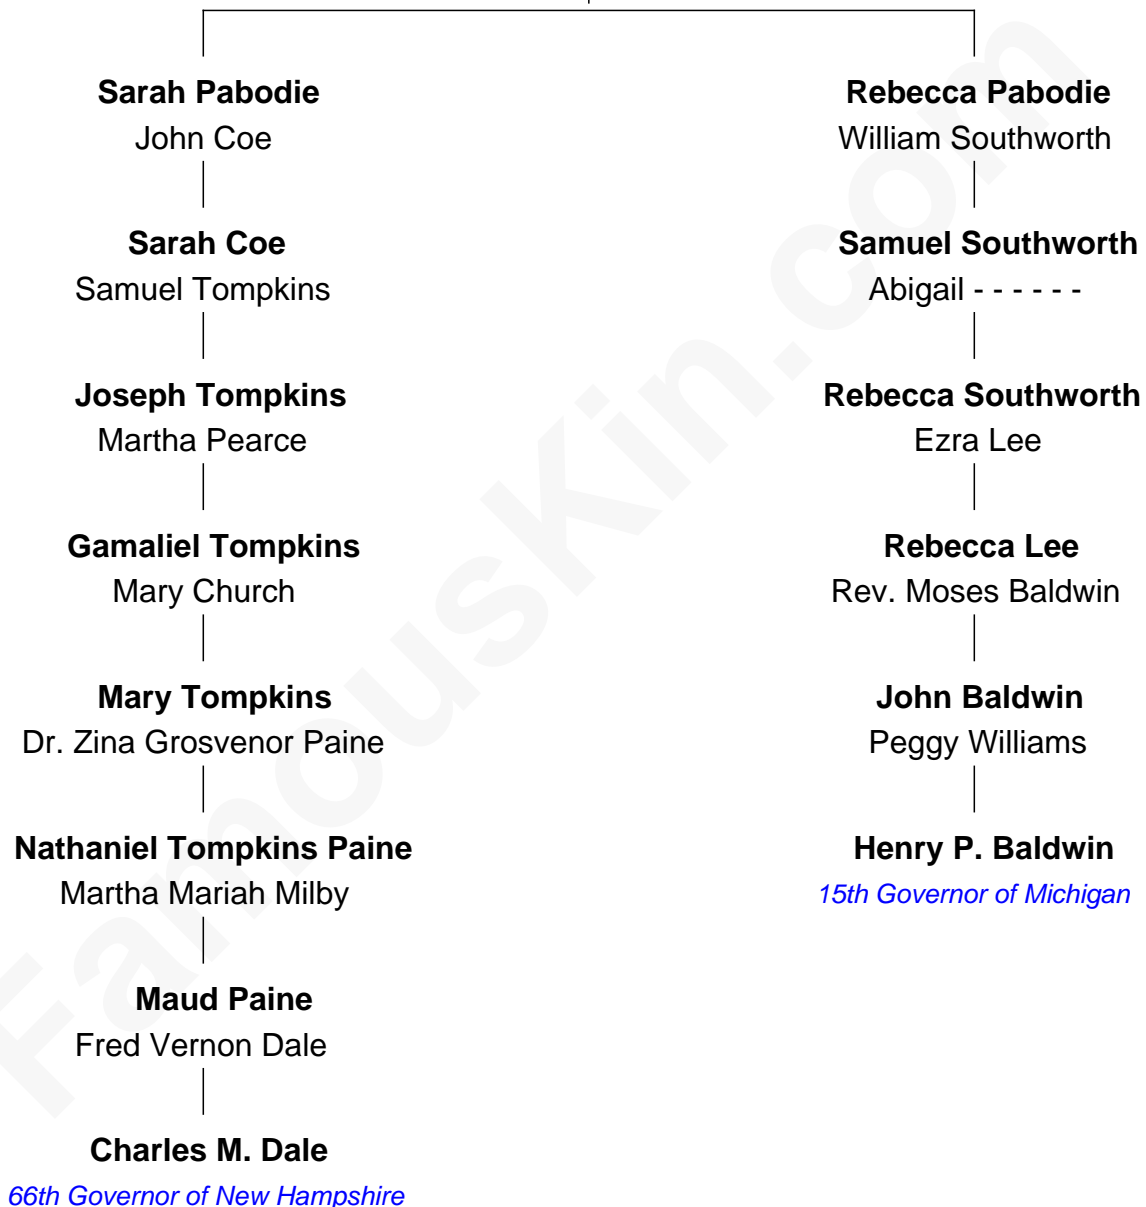 Sarah Pabodie
John Coe
Rebecca Pabodie
William Southworth
Sarah Coe
Samuel Tompkins
Samuel Southworth
Abigail - - - - - -
Joseph Tompkins
Martha Pearce
Rebecca Southworth
Ezra Lee
Gamaliel Tompkins
Mary Church
Rebecca Lee
Rev. Moses Baldwin
Mary Tompkins
Dr. Zina Grosvenor Paine
John Baldwin
Peggy Williams
Nathaniel Tompkins Paine
Martha Mariah Milby
Henry P. Baldwin
15th Governor of Michigan
Maud Paine
Fred Vernon Dale
Charles M. Dale
66th Governor of New Hampshire
FamousKin.com